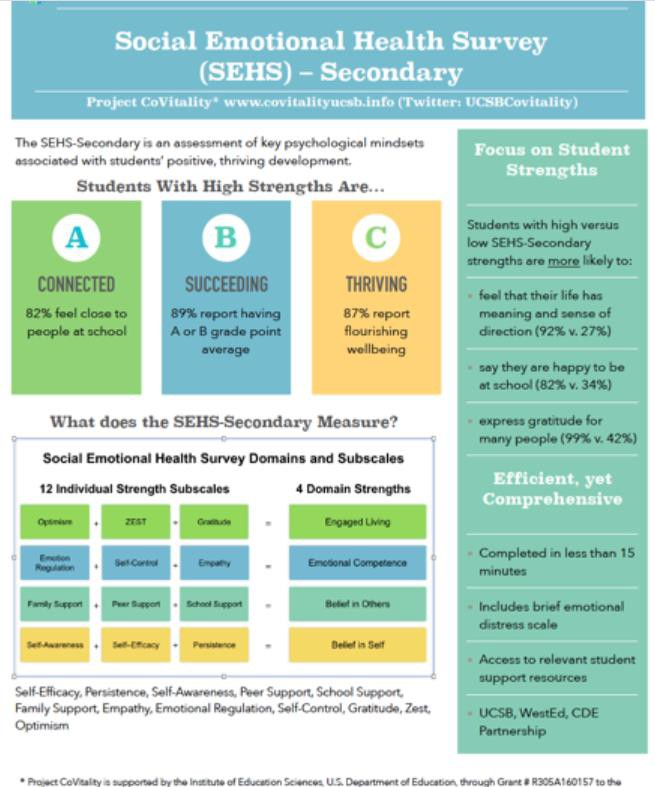 Social Emotional Health Survey
(SEHS) – Secondary
Project CoVitality* www.covitalityucsb.info (Twitter: UCSBCovitality)
The SEHS-Secondary is an assessment of key psychological mindsets
associated with students' positive, thriving development.
Students With High Strengths Are...
A
CONNECTED
82% feel close to
people at school
B
SUCCEEDING
89% report having
A or B grade point
average
C
THRIVING
87% report
flourishing
wellbeing
What does the SEHS-Secondary Measure?
Social Emotional Health Survey Domains and Subscales
12 Individual Strength Subscales 4 Domain Strengths
Optimism + ZEST + Gratitude = Engaged Living
Emotion
Regulation + Self-Control + Empathy = Emotional Competence
Family Support + Peer Support + School Support = Belief in Others
Self-Awareness + Self-Efficacy + Persistence = Belief in Self
Self-Efficacy, Persistence, Self-Awareness, Peer Support, School Support,
Family Support, Empathy, Emotional Regulation, Self-Control, Gratitude, Zest,
Optimism
Focus on Student
Strengths
Students with high versus
low SEHS-Secondary
strengths are more likely to:
• feel that their life has
meaning and sense of
direction (92% v. 27%)
• say they are happy to be
at school (82% v. 34%)
• express gratitude for
many people (99% v. 42%)
Efficient, yet
Comprehensive
• Completed in less than 15
minutes
• Includes brief emotional
distress scale
• Access to relevant student
support resources
• UCSB, WestEd, CDE
Partnership
* Project CoVitality is supported by the Institute of Education Sciences, U.S. Department of Education, through Grant # R305A160157 to the